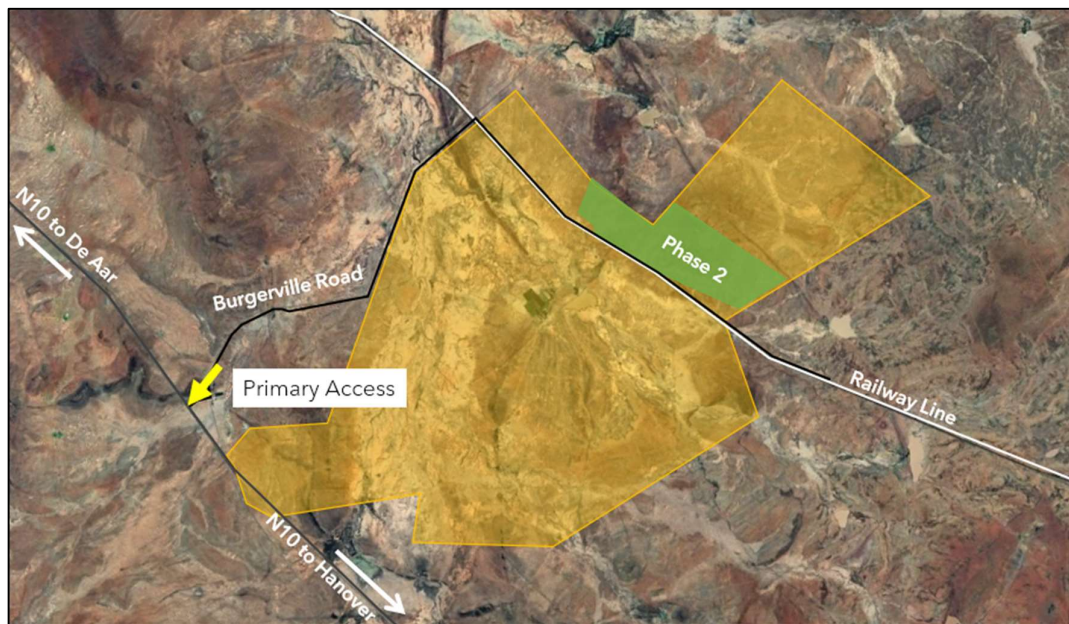 N10 to De Aar
Burgerville Road
Phase 2
Primary Access
Railway Line
N10 to Hanover